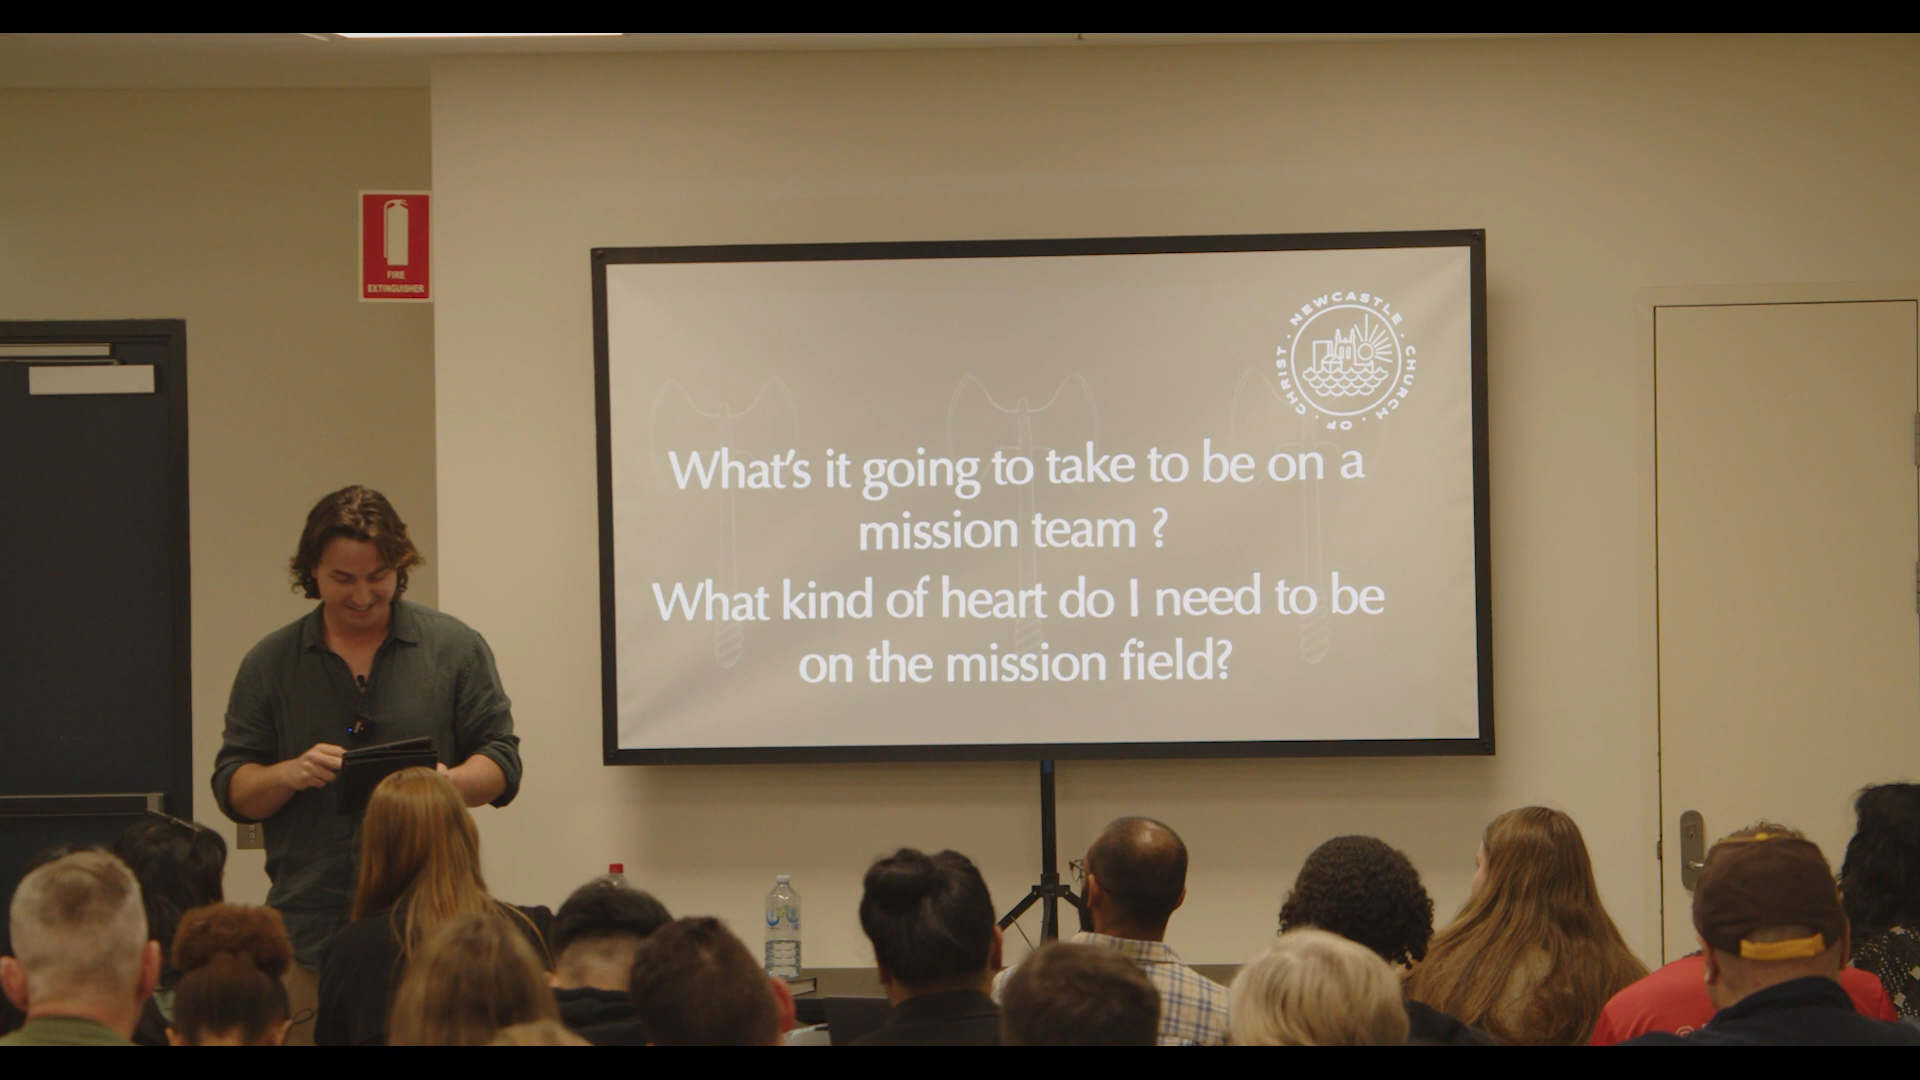 FIRE
EXTINGUISHER
NEWCASTLE · CHURCH · OF · CHRIST ·
What's it going to take to be on a
mission team ?
What kind of heart do I need to be
on the mission field?